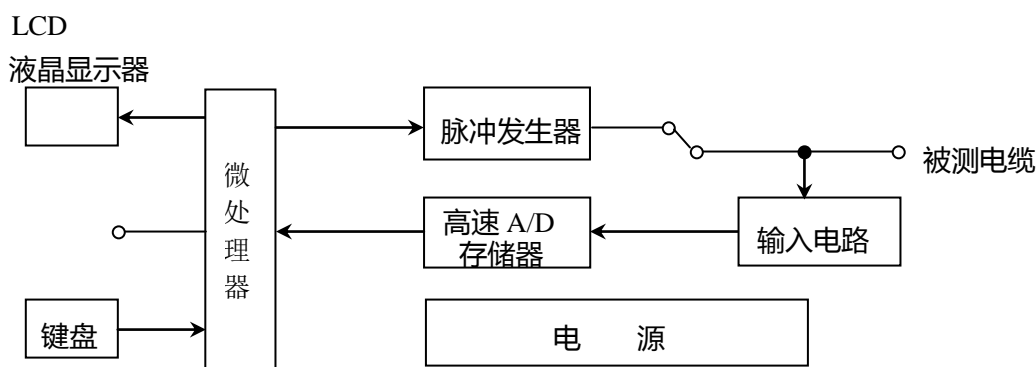 LCD
液晶显示器
脉冲发生器
被测电缆
微处理器
高速 A/D
存储器
输入电路
键盘
电 源